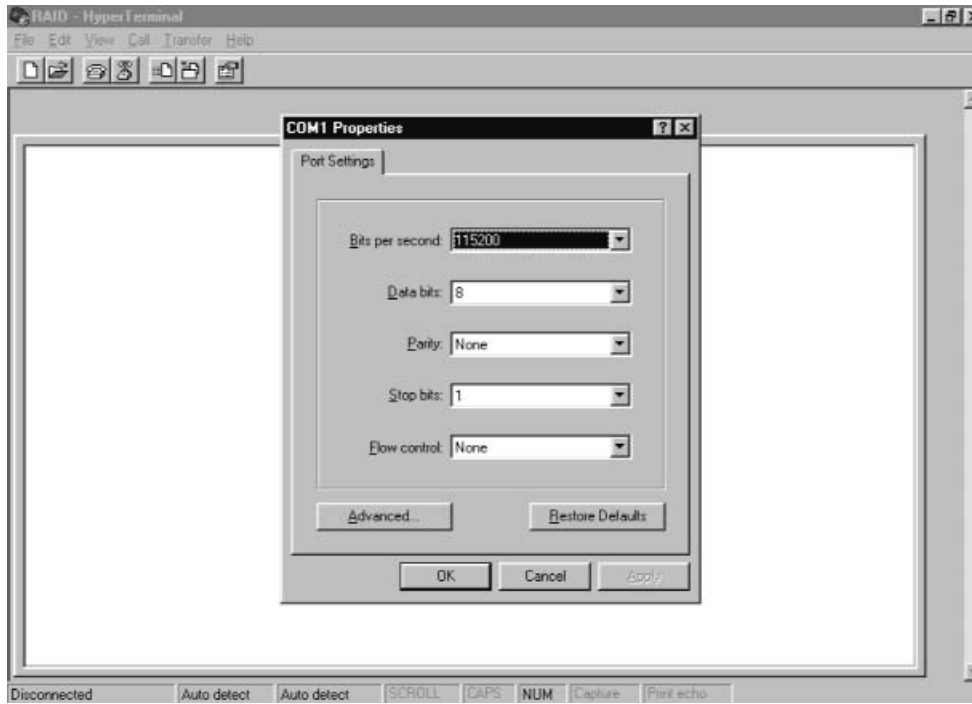 RAID - HyperTerminal
File Edit View Call Transfer Help
COM1 Properties
Port Settings
Bits per second: 115200
Data bits: 8
Parity: None
Stop bits: 1
Flow control: None
Advanced... Restore Defaults
OK Cancel Apply
Disconnected Auto detect Auto detect SCROLL CAPS NUM Capture Print echo